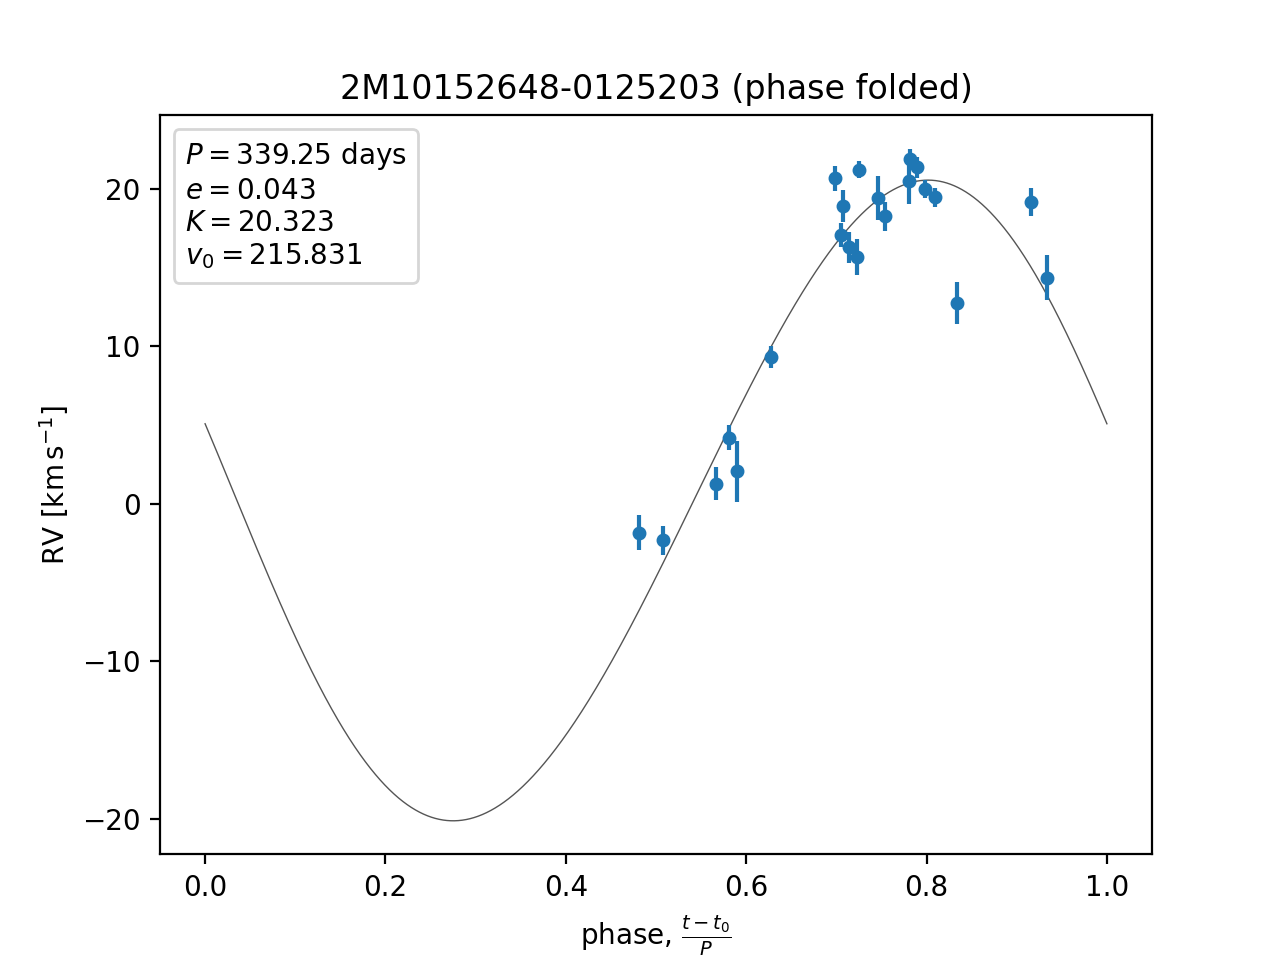 2M10152648-0125203 (phase folded)
P = 339.25 days
e = 0.043
K = 20.323
v₀ = 215.831
20
10
0
−10
−20
RV [km s⁻¹]
0.0 0.2 0.4 0.6 0.8 1.0
phase, (t − t₀)/P